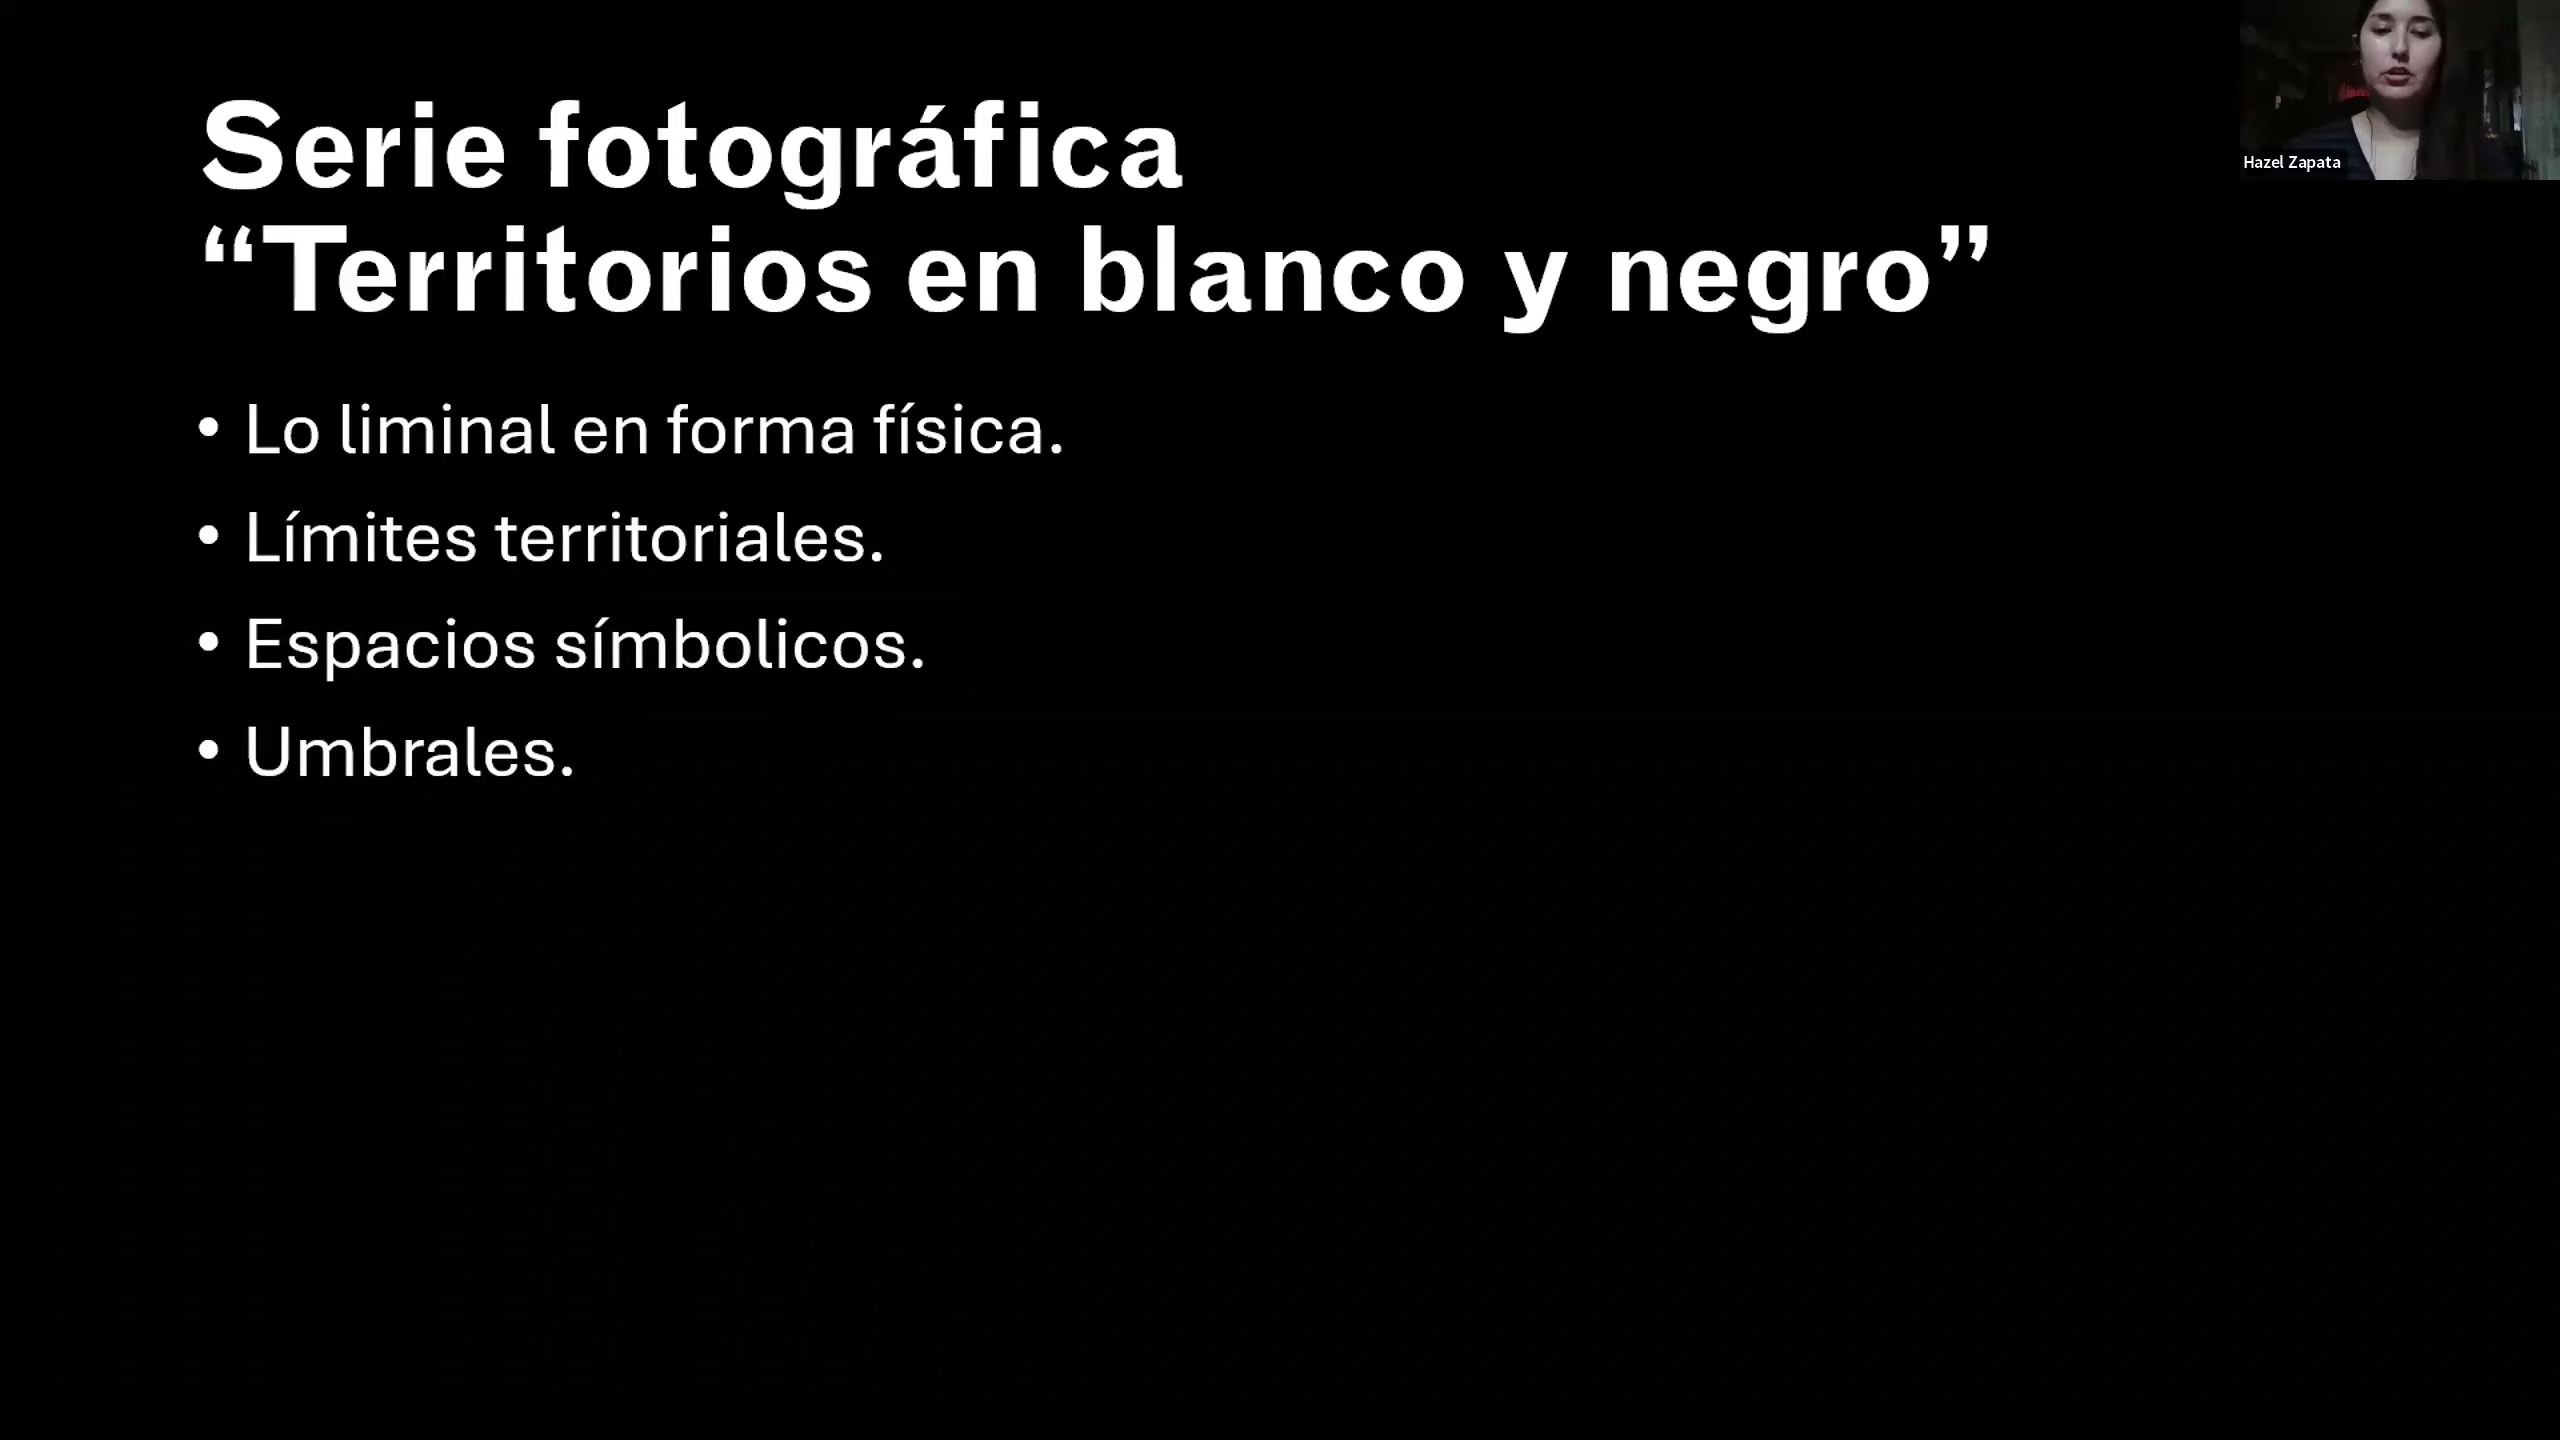 Serie fotográfica
“Territorios en blanco y negro”
• Lo liminal en forma física.
• Límites territoriales.
• Espacios símbolicos.
• Umbrales.
Hazel Zapata